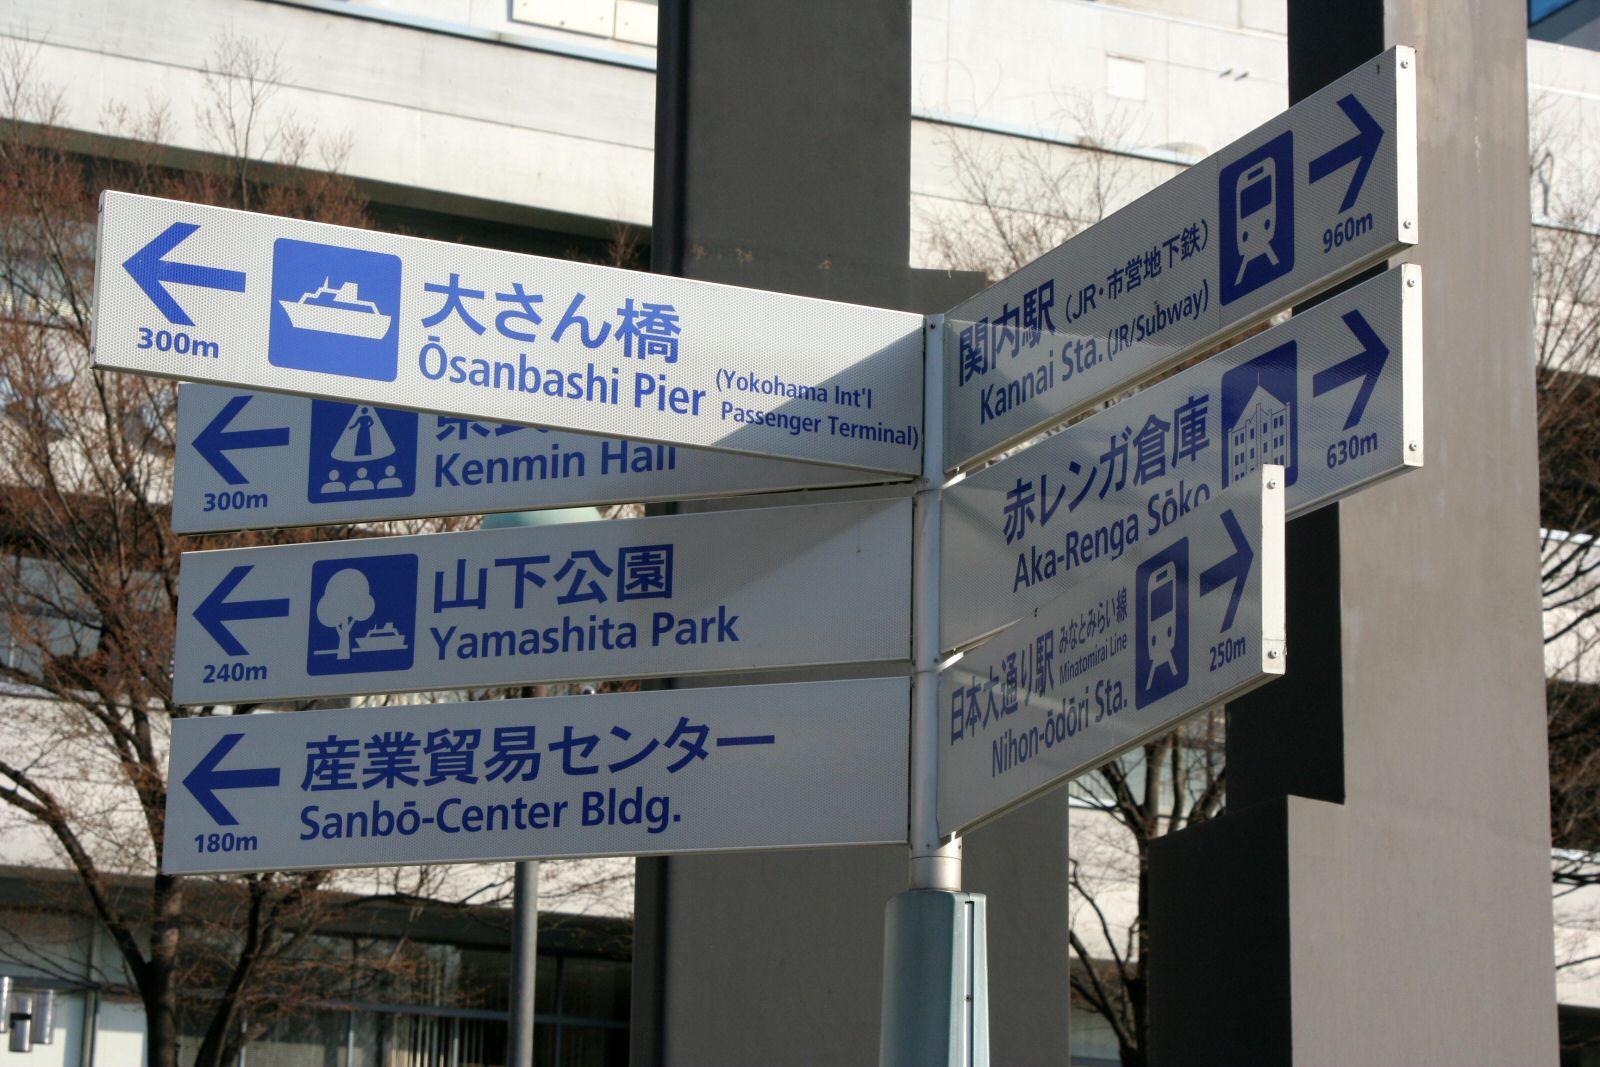 300m
大さん橋
Ōsanbashi Pier (Yokohama Int'l
Passenger Terminal)
300m
Kenmin Hall
240m
山下公園
Yamashita Park
180m
産業貿易センター
Sanbō-Center Bldg.
関内駅 (JR・市営地下鉄)
Kannai Sta. (JR/Subway)
960m
赤レンガ倉庫
Aka-Renga Sōko
630m
日本大通り駅 みなとみらい線
Minatomirai Line
Nihon-ōdōri Sta.
250m